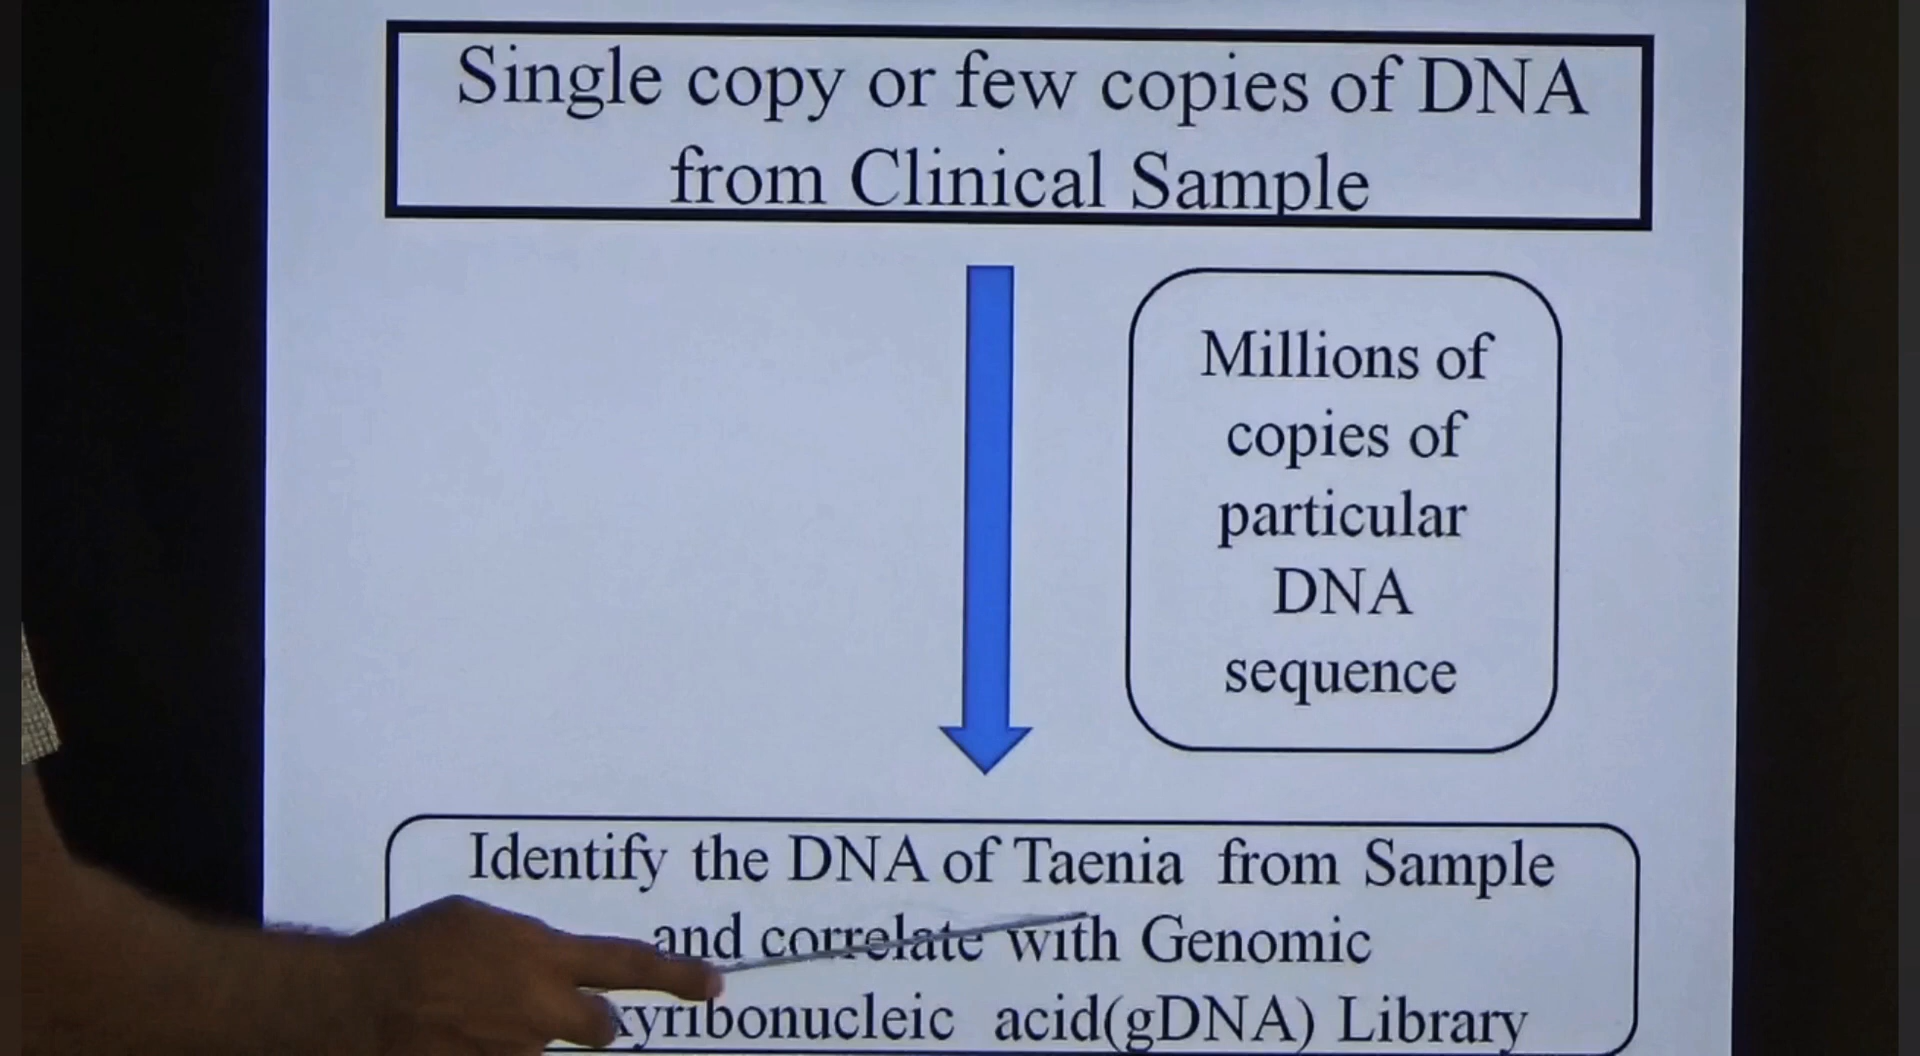 Single copy or few copies of DNA
from Clinical Sample
Millions of
copies of
particular
DNA
sequence
Identify the DNA of Taenia from Sample
and correlate with Genomic
xyribonucleic acid(gDNA) Library